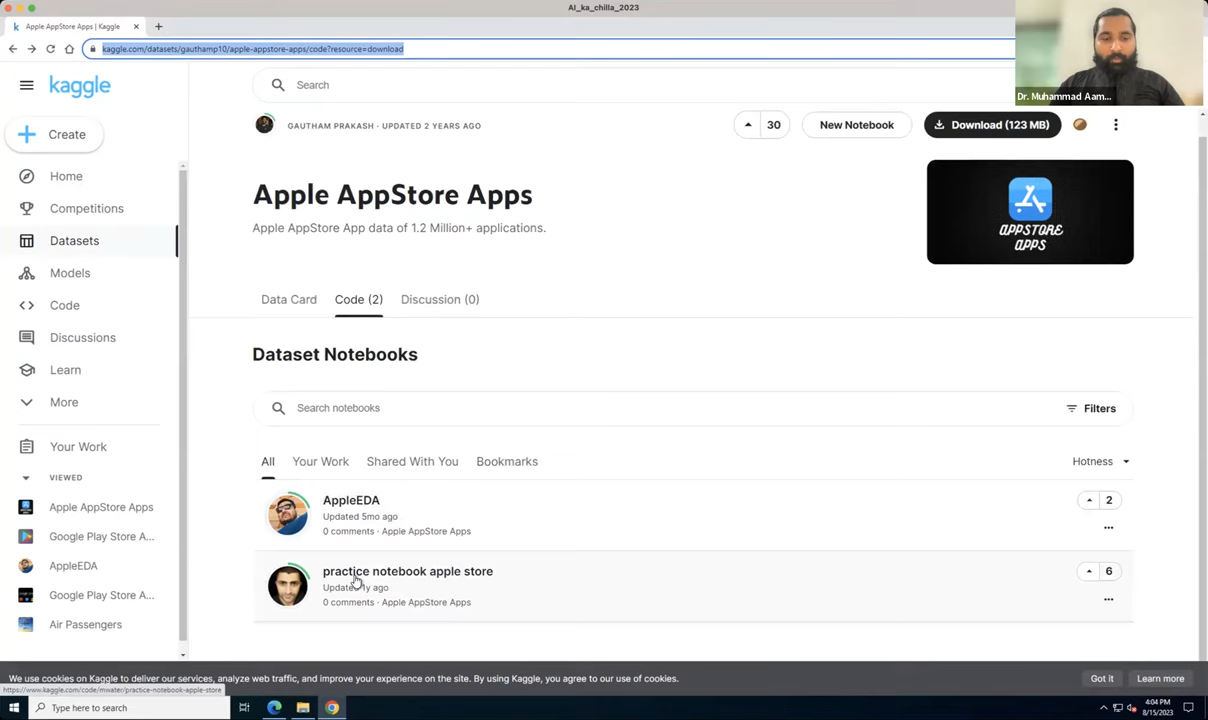 AI_ka_chilla_2023
Apple AppStore Apps | Kaggle
kaggle.com/datasets/gauthamp10/apple-appstore-apps/code?resource=download
kaggle
Search
Dr. Muhammad Aam...
GAUTHAM PRAKASH · UPDATED 2 YEARS AGO
30
New Notebook
Download (123 MB)
Create
Home
Competitions
Datasets
Models
Code
Discussions
Learn
More
Your Work
VIEWED
Apple AppStore Apps
Google Play Store A...
AppleEDA
Google Play Store A...
Air Passengers
Apple AppStore Apps
Apple AppStore App data of 1.2 Million+ applications.
APPSTORE
APPS
Data Card
Code (2)
Discussion (0)
Dataset Notebooks
Search notebooks
Filters
All
Your Work
Shared With You
Bookmarks
Hotness
AppleEDA
Updated 5mo ago
0 comments · Apple AppStore Apps
2
practice notebook apple store
Updated 1y ago
0 comments · Apple AppStore Apps
6
We use cookies on Kaggle to deliver our services, analyze web traffic, and improve your experience on the site. By using Kaggle, you agree to our use of cookies.
Got it
Learn more
https://www.kaggle.com/code/mwater/practice-notebook-apple-store
Type here to search
4:04 PM
8/15/2023